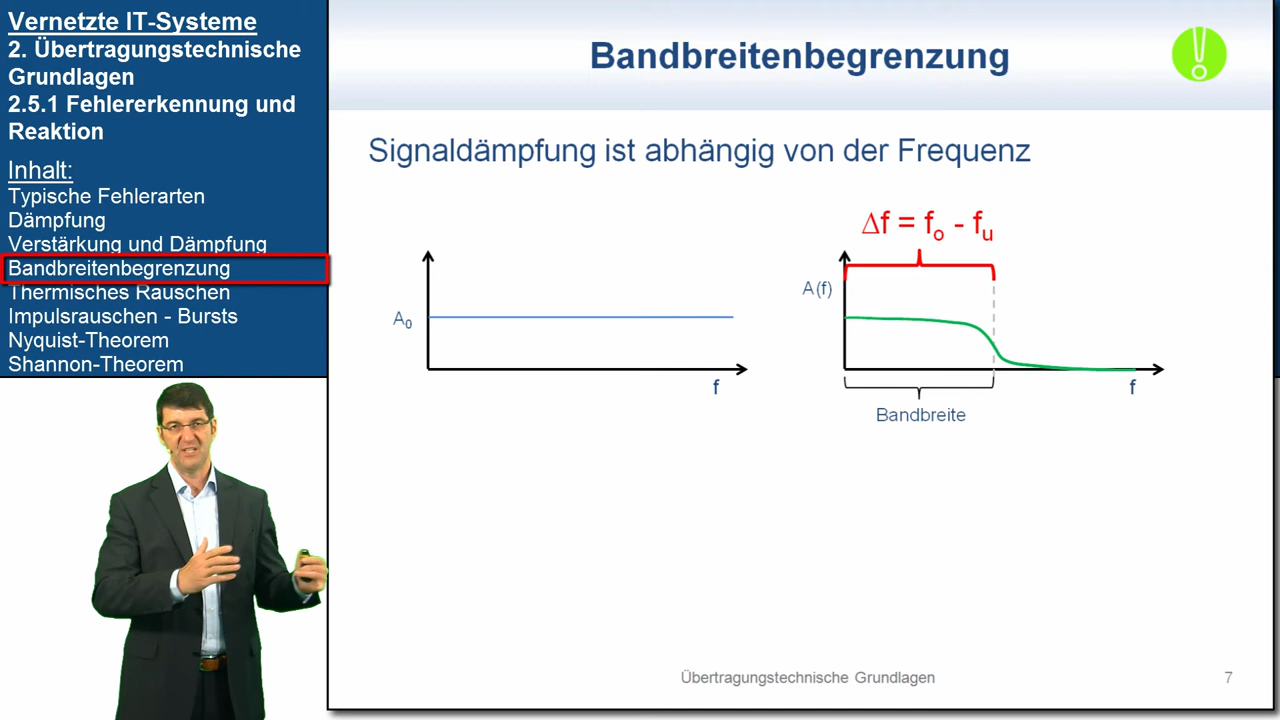 Vernetzte IT-Systeme
2. Übertragungstechnische
Grundlagen
2.5.1 Fehlererkennung und
Reaktion
Inhalt:
Typische Fehlerarten
Dämpfung
Verstärkung und Dämpfung
Bandbreitenbegrenzung
Thermisches Rauschen
Impulsrauschen - Bursts
Nyquist-Theorem
Shannon-Theorem
Bandbreitenbegrenzung
Signaldämpfung ist abhängig von der Frequenz
A₀
f
Δf = fₒ - fᵤ
A(f)
f
Bandbreite
Übertragungstechnische Grundlagen
7